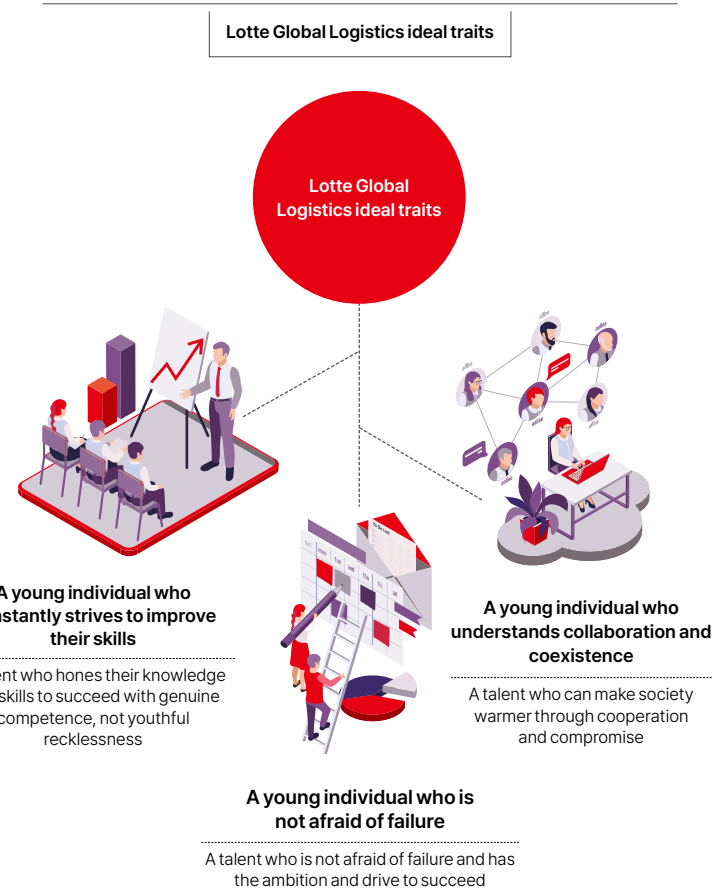 Lotte Global Logistics ideal traits
Lotte Global
Logistics ideal traits
A young individual who
nstantly strives to improve
their skills
ent who hones their knowledge
skills to succeed with genuine
competence, not youthful
recklessness
A young individual who
understands collaboration and
coexistence
A talent who can make society
warmer through cooperation
and compromise
A young individual who is
not afraid of failure
A talent who is not afraid of failure and has
the ambition and drive to succeed